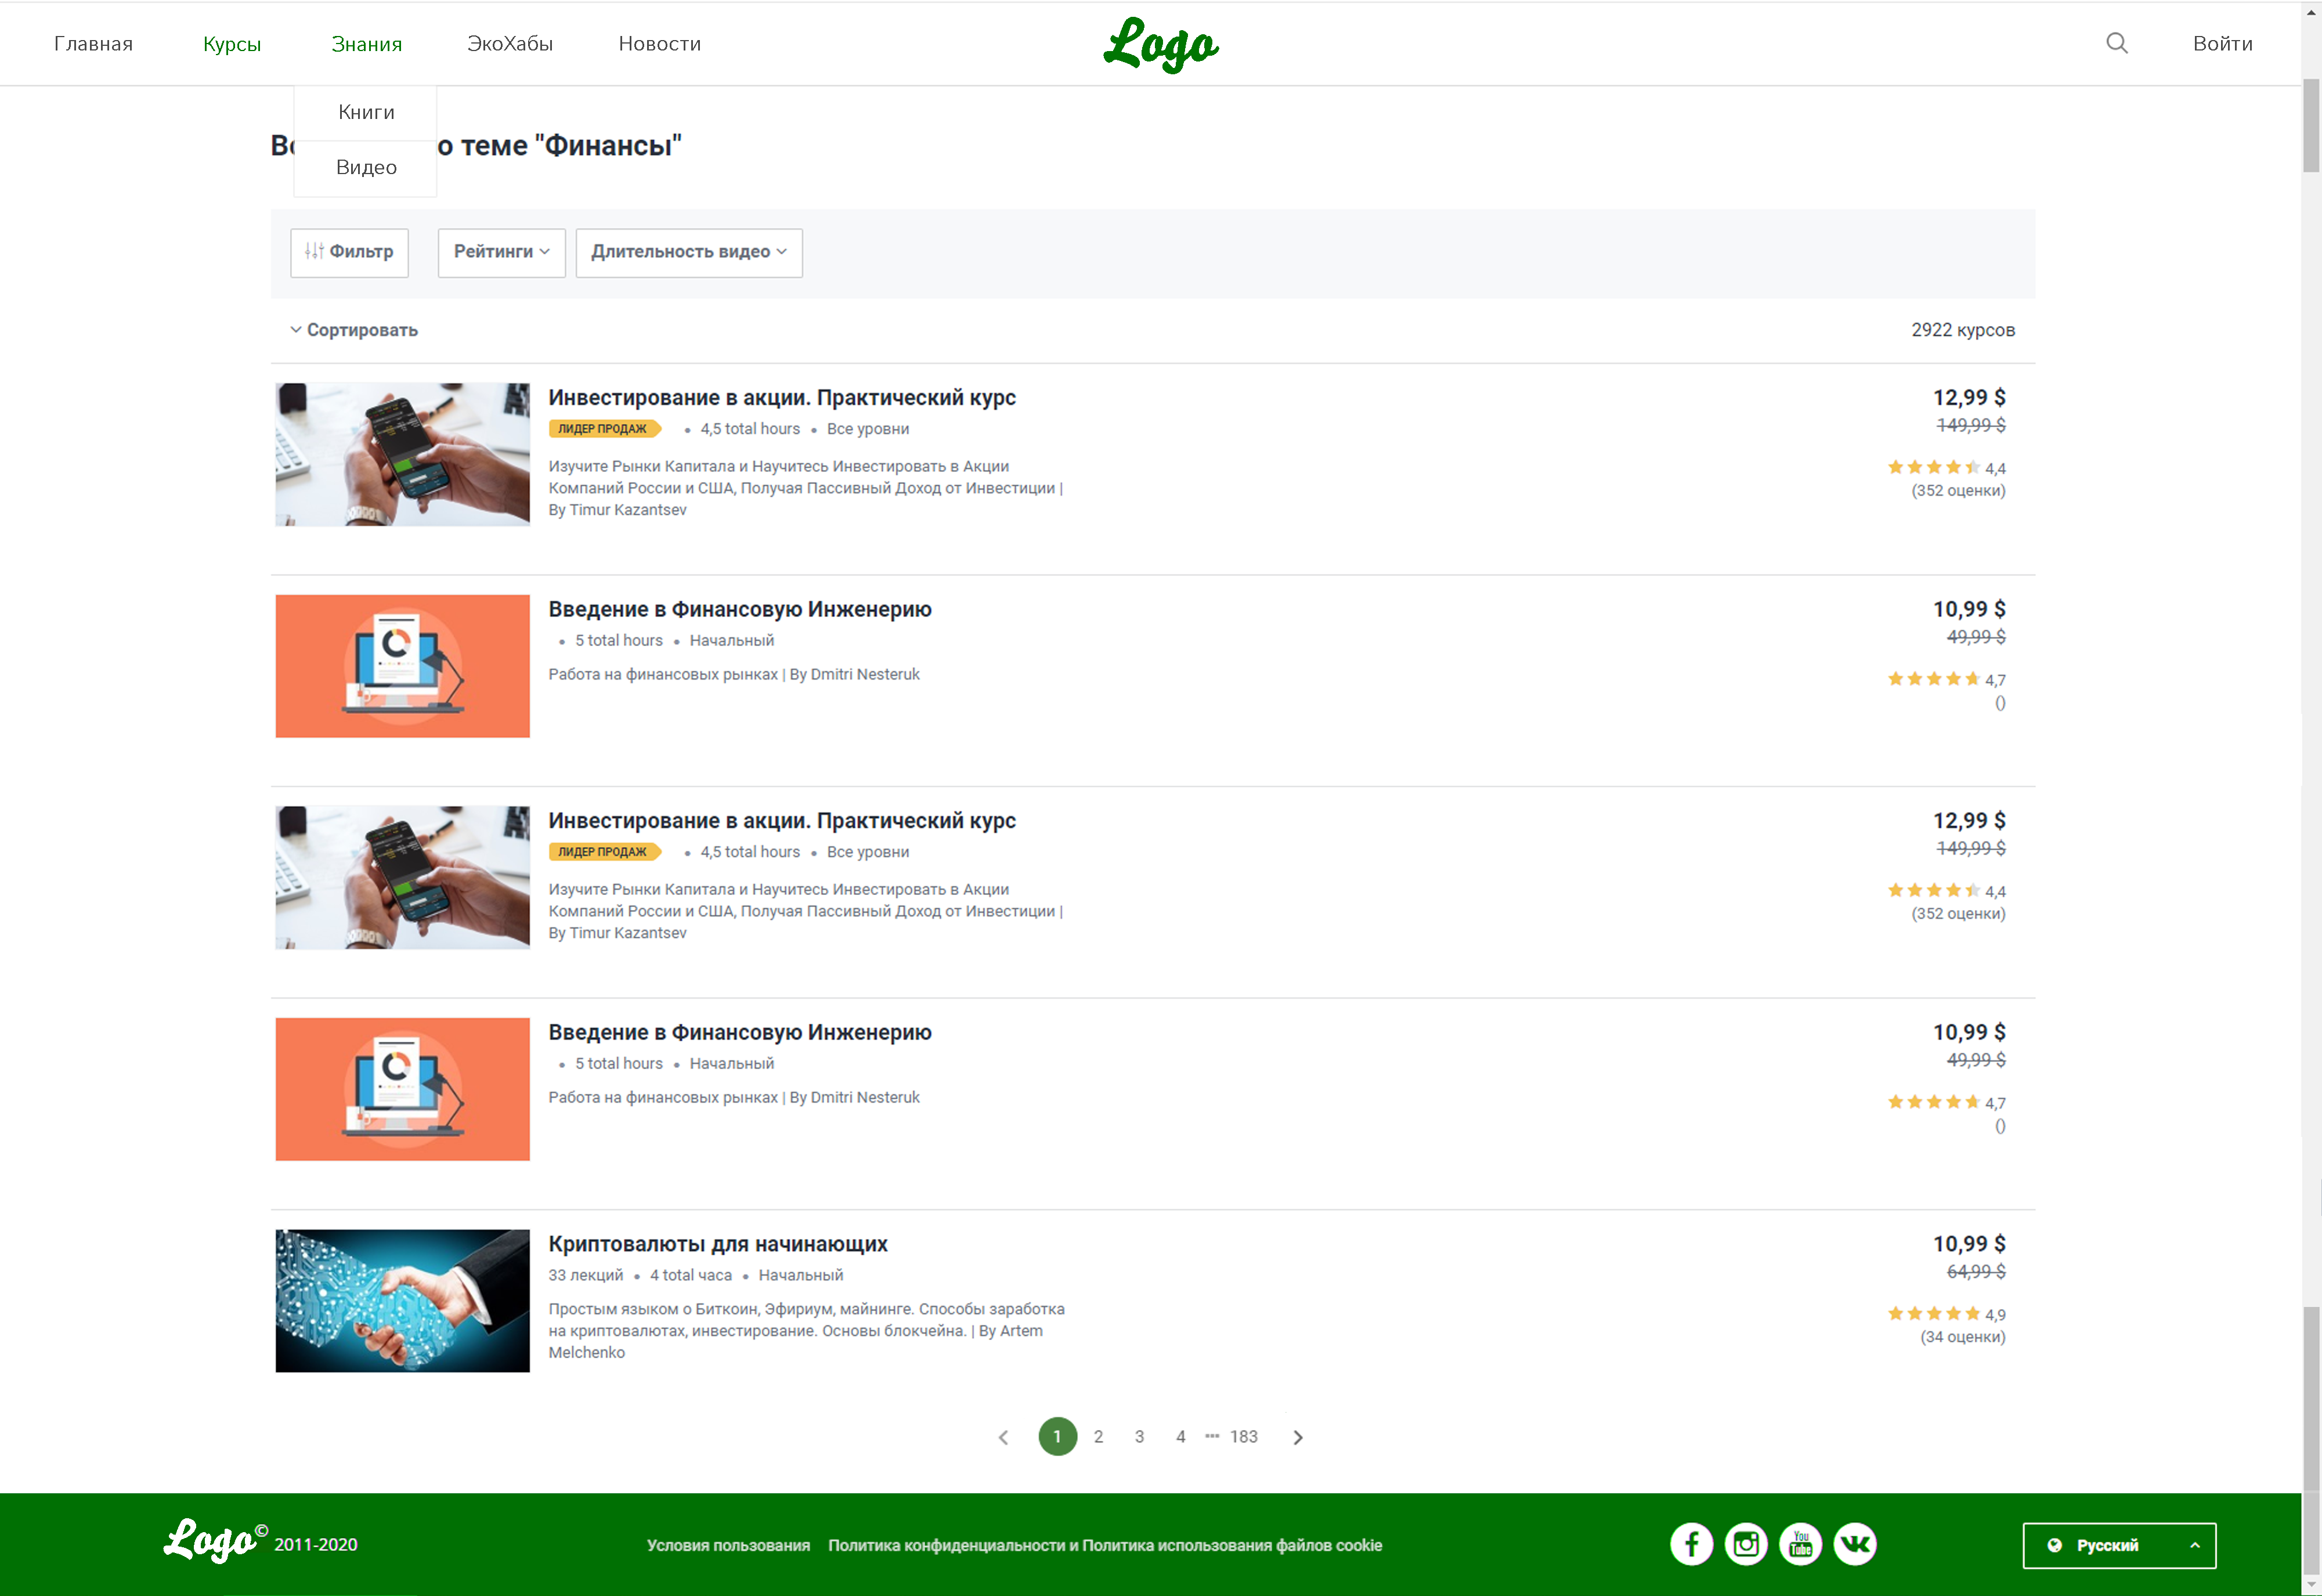 Главная Курсы Знания ЭкоХабы Новости Logo Войти
Книги
о теме "Финансы"
Видео
Фильтр Рейтинги Длительность видео
Сортировать 2922 курсов
Инвестирование в акции. Практический курс 12,99 $
ЛИДЕР ПРОДАЖ • 4,5 total hours • Все уровни 149,99 $
Изучите Рынки Капитала и Научитесь Инвестировать в Акции 4,4
Компаний России и США, Получая Пассивный Доход от Инвестиции | (352 оценки)
By Timur Kazantsev
Введение в Финансовую Инженерию 10,99 $
• 5 total hours • Начальный 49,99 $
Работа на финансовых рынках | By Dmitri Nesteruk 4,7
()
Инвестирование в акции. Практический курс 12,99 $
ЛИДЕР ПРОДАЖ • 4,5 total hours • Все уровни 149,99 $
Изучите Рынки Капитала и Научитесь Инвестировать в Акции 4,4
Компаний России и США, Получая Пассивный Доход от Инвестиции | (352 оценки)
By Timur Kazantsev
Введение в Финансовую Инженерию 10,99 $
• 5 total hours • Начальный 49,99 $
Работа на финансовых рынках | By Dmitri Nesteruk 4,7
()
Криптовалюты для начинающих 10,99 $
33 лекций • 4 total часа • Начальный 64,99 $
Простым языком о Биткоин, Эфириум, майнинге. Способы заработка 4,9
на криптовалютах, инвестирование. Основы блокчейна. | By Artem (34 оценки)
Melchenko
1 2 3 4 ••• 183
Logo© 2011-2020 Условия пользования Политика конфиденциальности и Политика использования файлов cookie You Tube Русский